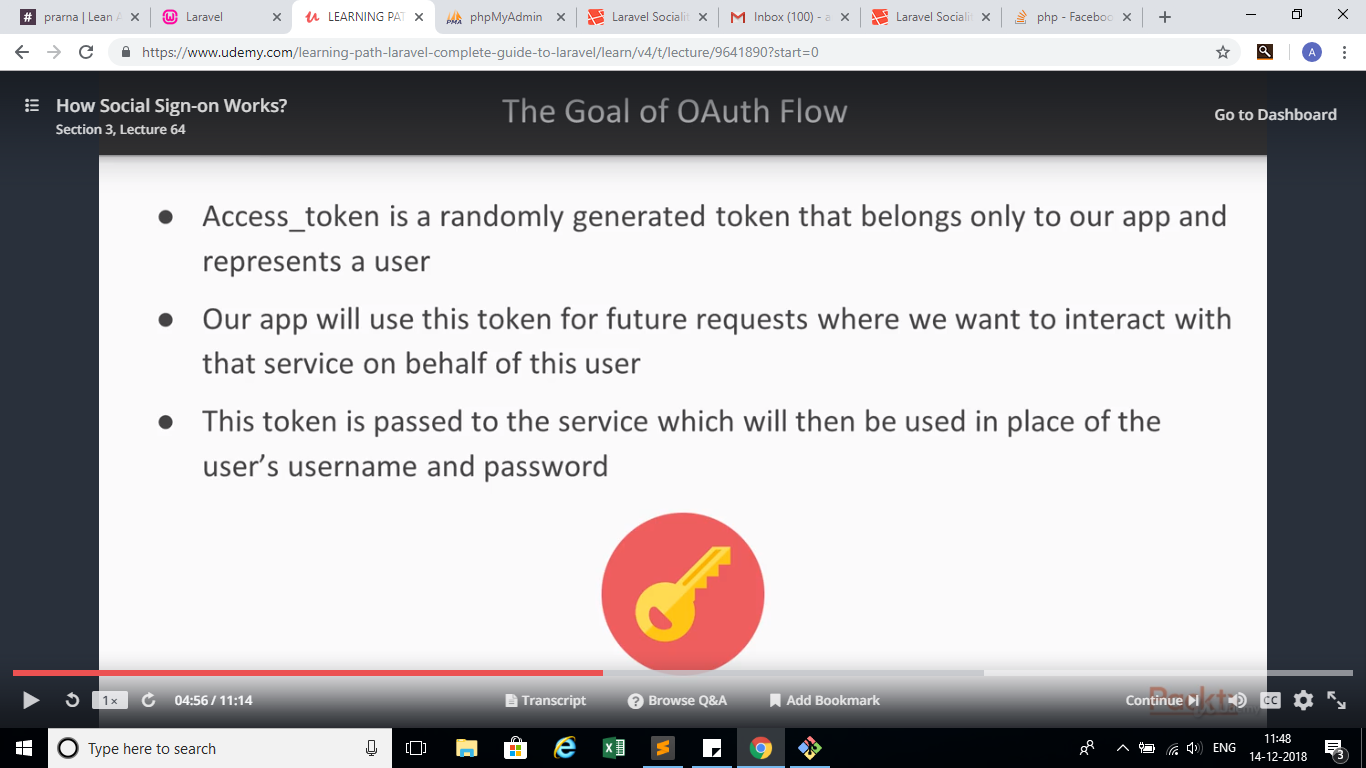 prarna | Lean A
Laravel
LEARNING PAT
phpMyAdmin
Laravel Socialit
Inbox (100) - a
Laravel Socialit
php - Faceboo
https://www.udemy.com/learning-path-laravel-complete-guide-to-laravel/learn/v4/t/lecture/9641890?start=0
A
How Social Sign-on Works?
Section 3, Lecture 64
The Goal of OAuth Flow
Go to Dashboard
● Access_token is a randomly generated token that belongs only to our app and
represents a user
● Our app will use this token for future requests where we want to interact with
that service on behalf of this user
● This token is passed to the service which will then be used in place of the
user’s username and password
1x
04:56 / 11:14
Transcript
Browse Q&A
Add Bookmark
Continue
Packt
CC
Type here to search
ENG
11:48
14-12-2018
3